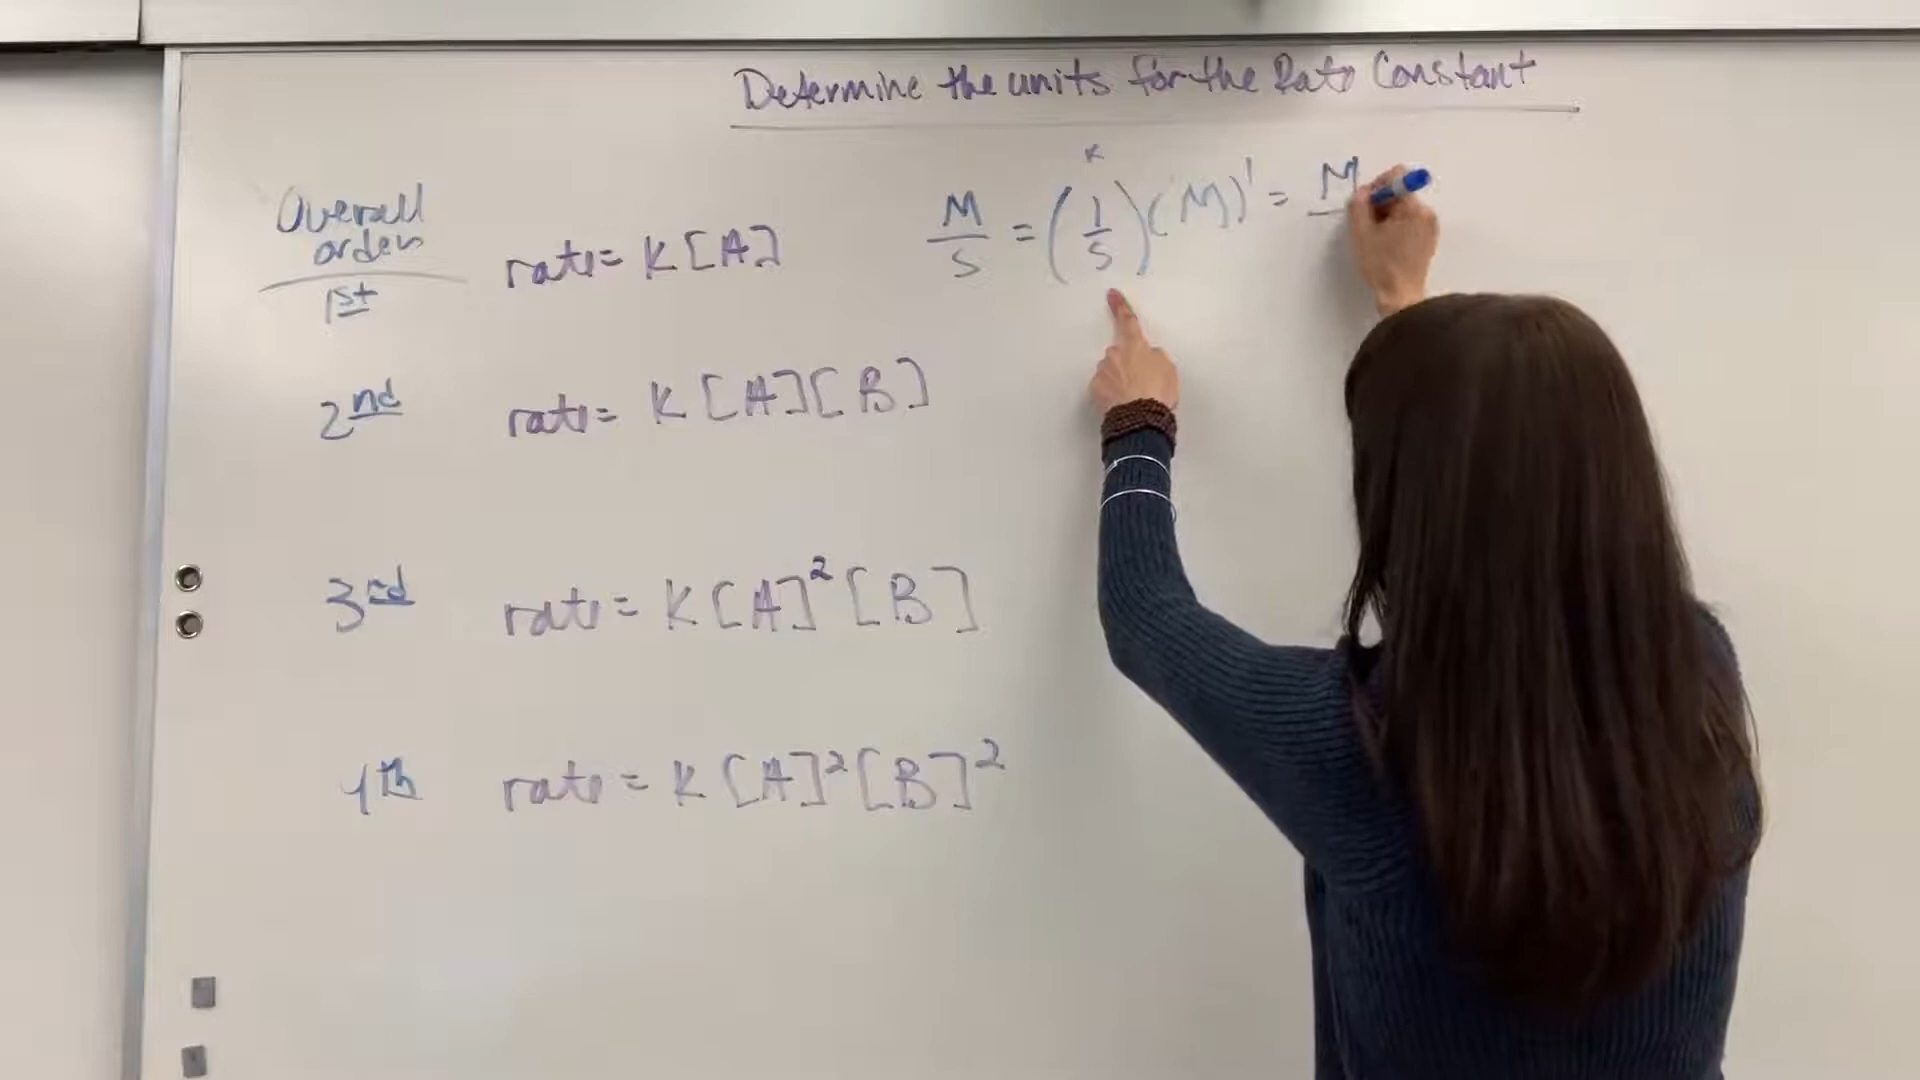 Determine the units for the Rate Constant
Overall
orders
1st
rate = K[A]
K
M/S = (1/S)(M)¹ = M
2nd
rate = K[A][B]
3rd
rate = K[A]²[B]
4th
rate = K[A]²[B]²